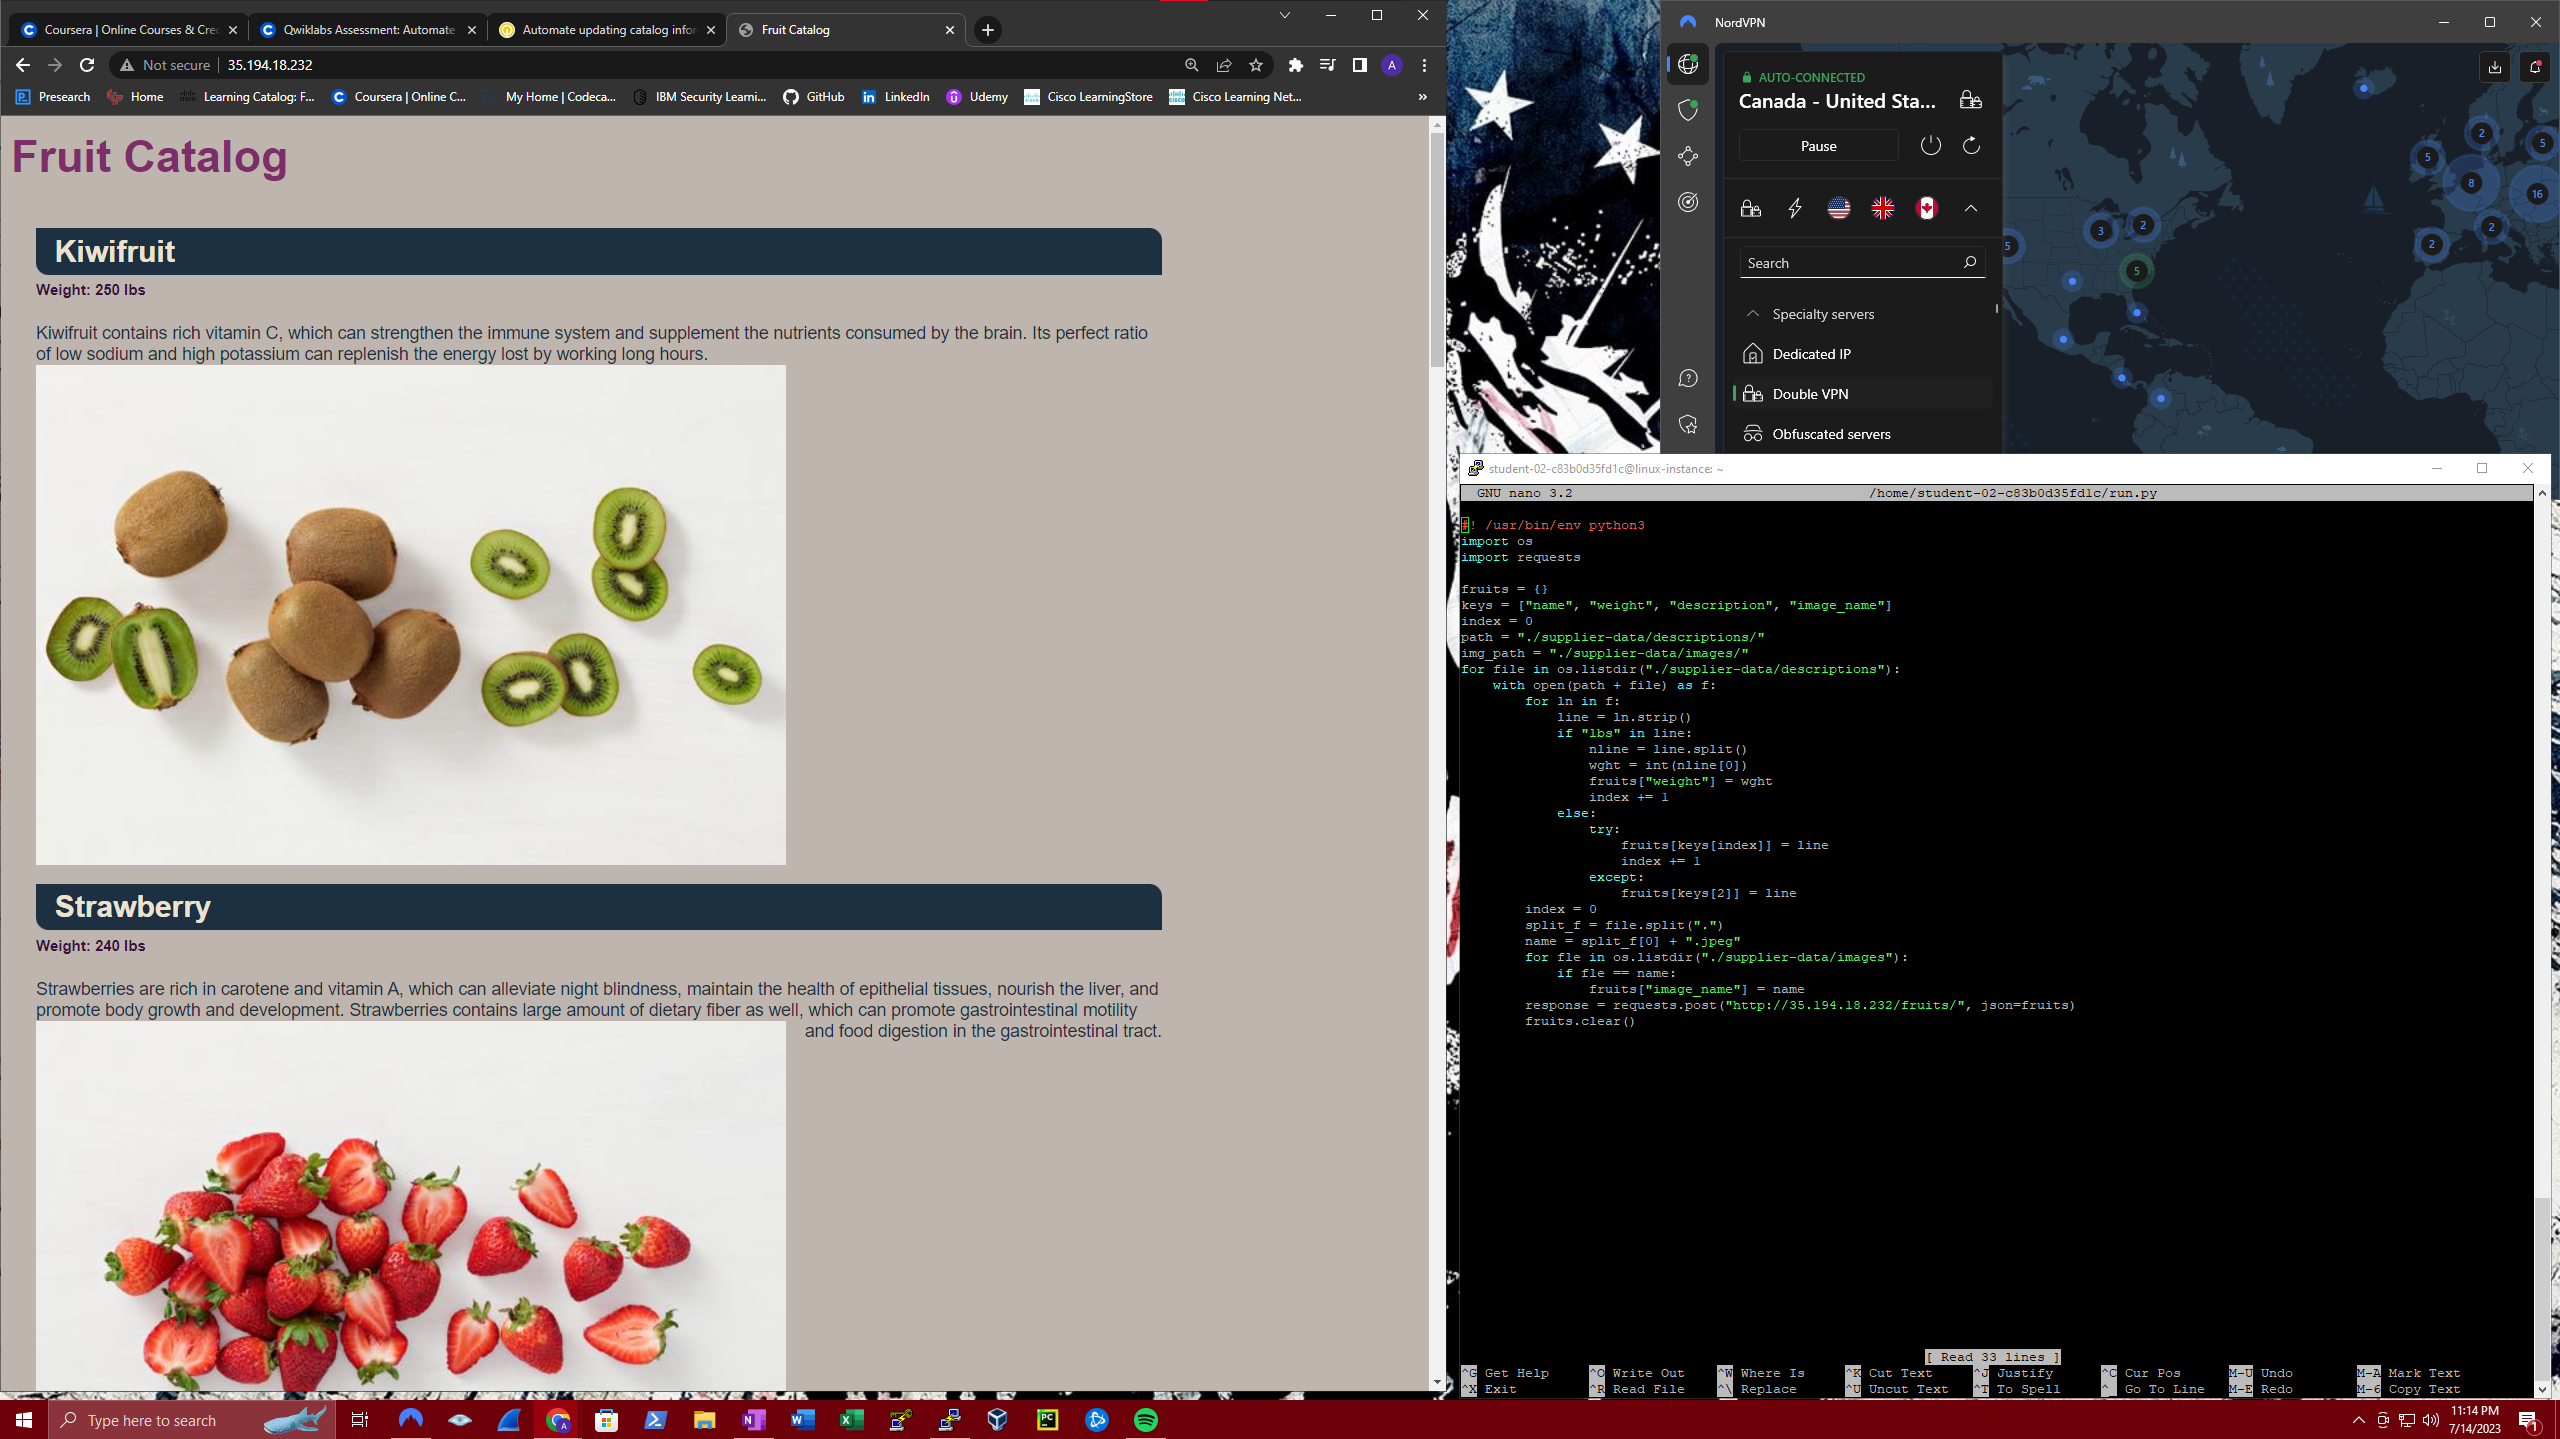 Coursera | Online Courses & Cre
Qwiklabs Assessment: Automate
Automate updating catalog infor
Fruit Catalog
Not secure
35.194.18.232
A
Presearch
Home
Learning Catalog: F...
Coursera | Online C...
My Home | Codeca...
IBM Security Learni...
GitHub
LinkedIn
Udemy
Cisco LearningStore
Cisco Learning Net...
»
Fruit Catalog
Kiwifruit
Weight: 250 lbs
Kiwifruit contains rich vitamin C, which can strengthen the immune system and supplement the nutrients consumed by the brain. Its perfect ratio
of low sodium and high potassium can replenish the energy lost by working long hours.
Strawberry
Weight: 240 lbs
Strawberries are rich in carotene and vitamin A, which can alleviate night blindness, maintain the health of epithelial tissues, nourish the liver, and
promote body growth and development. Strawberries contains large amount of dietary fiber as well, which can promote gastrointestinal motility
and food digestion in the gastrointestinal tract.
NordVPN
AUTO-CONNECTED
Canada - United Sta...
Pause
Search
Specialty servers
Dedicated IP
Double VPN
Obfuscated servers
2
5
5
8
16
2
3
2
2
5
5
student-02-c83b0d35fd1c@linux-instance: ~
GNU nano 3.2 /home/student-02-c83b0d35fd1c/run.py
#! /usr/bin/env python3
import os
import requests
fruits = {}
keys = ["name", "weight", "description", "image_name"]
index = 0
path = "./supplier-data/descriptions/"
img_path = "./supplier-data/images/"
for file in os.listdir("./supplier-data/descriptions"):
    with open(path + file) as f:
        for ln in f:
            line = ln.strip()
            if "lbs" in line:
                nline = line.split()
                wght = int(nline[0])
                fruits["weight"] = wght
                index += 1
            else:
                try:
                    fruits[keys[index]] = line
                    index += 1
                except:
                    fruits[keys[2]] = line
        index = 0
        split_f = file.split(".")
        name = split_f[0] + ".jpeg"
        for fle in os.listdir("./supplier-data/images"):
            if fle == name:
                fruits["image_name"] = name
        response = requests.post("http://35.194.18.232/fruits/", json=fruits)
        fruits.clear()
[ Read 33 lines ]
^G Get Help ^O Write Out ^W Where Is ^K Cut Text ^J Justify ^C Cur Pos M-U Undo M-A Mark Text
^X Exit ^R Read File ^\ Replace ^U Uncut Text ^T To Spell ^_ Go To Line M-E Redo M-6 Copy Text
Type here to search
11:14 PM
7/14/2023
1